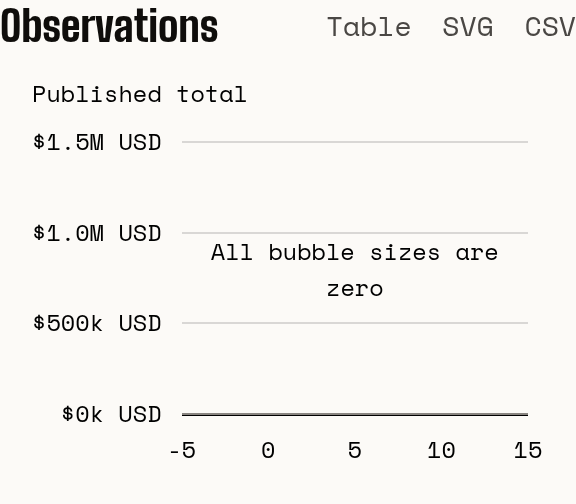 Observations
Table SVG CSV
Published total
$1.5M USD
$1.0M USD
All bubble sizes are
zero
$500k USD
$0k USD
-5 0 5 10 15